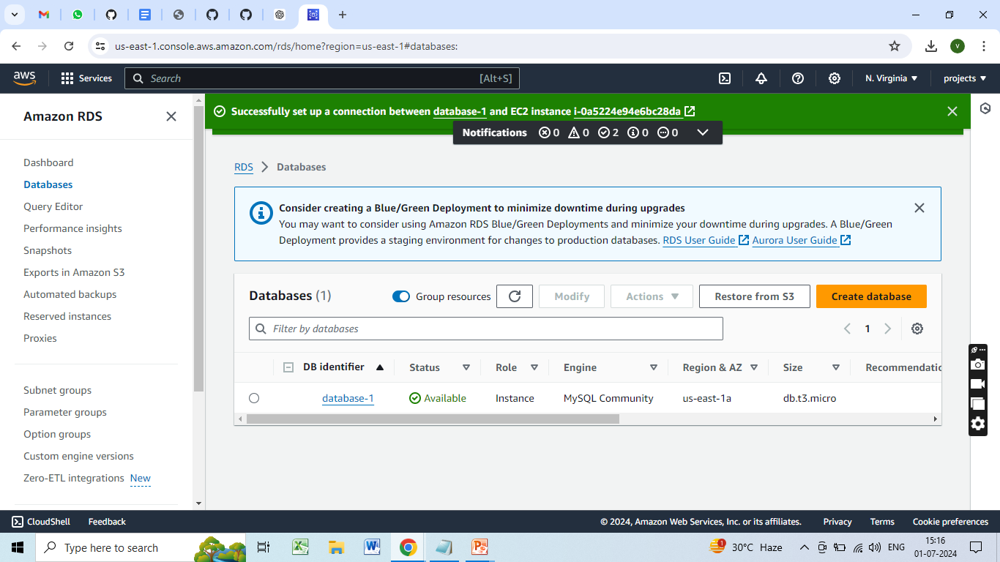 us-east-1.console.aws.amazon.com/rds/home?region=us-east-1#databases:
V
aws
Services
Search
[Alt+S]
N. Virginia
projects
Amazon RDS
Dashboard
Databases
Query Editor
Performance insights
Snapshots
Exports in Amazon S3
Automated backups
Reserved instances
Proxies
Subnet groups
Parameter groups
Option groups
Custom engine versions
Zero-ETL integrations New
Successfully set up a connection between database-1 and EC2 instance i-0a5224e94e6bc28da
Notifications 0 0 2 0 0
RDS > Databases
Consider creating a Blue/Green Deployment to minimize downtime during upgrades
You may want to consider using Amazon RDS Blue/Green Deployments and minimize your downtime during upgrades. A Blue/Green
Deployment provides a staging environment for changes to production databases. RDS User Guide Aurora User Guide
Databases (1)
Group resources
Modify
Actions
Restore from S3
Create database
Filter by databases
1
DB identifier Status Role Engine Region & AZ Size Recommendatic
database-1 Available Instance MySQL Community us-east-1a db.t3.micro
CloudShell Feedback © 2024, Amazon Web Services, Inc. or its affiliates. Privacy Terms Cookie preferences
Type here to search
1
30°C Haze
ENG
15:16
01-07-2024